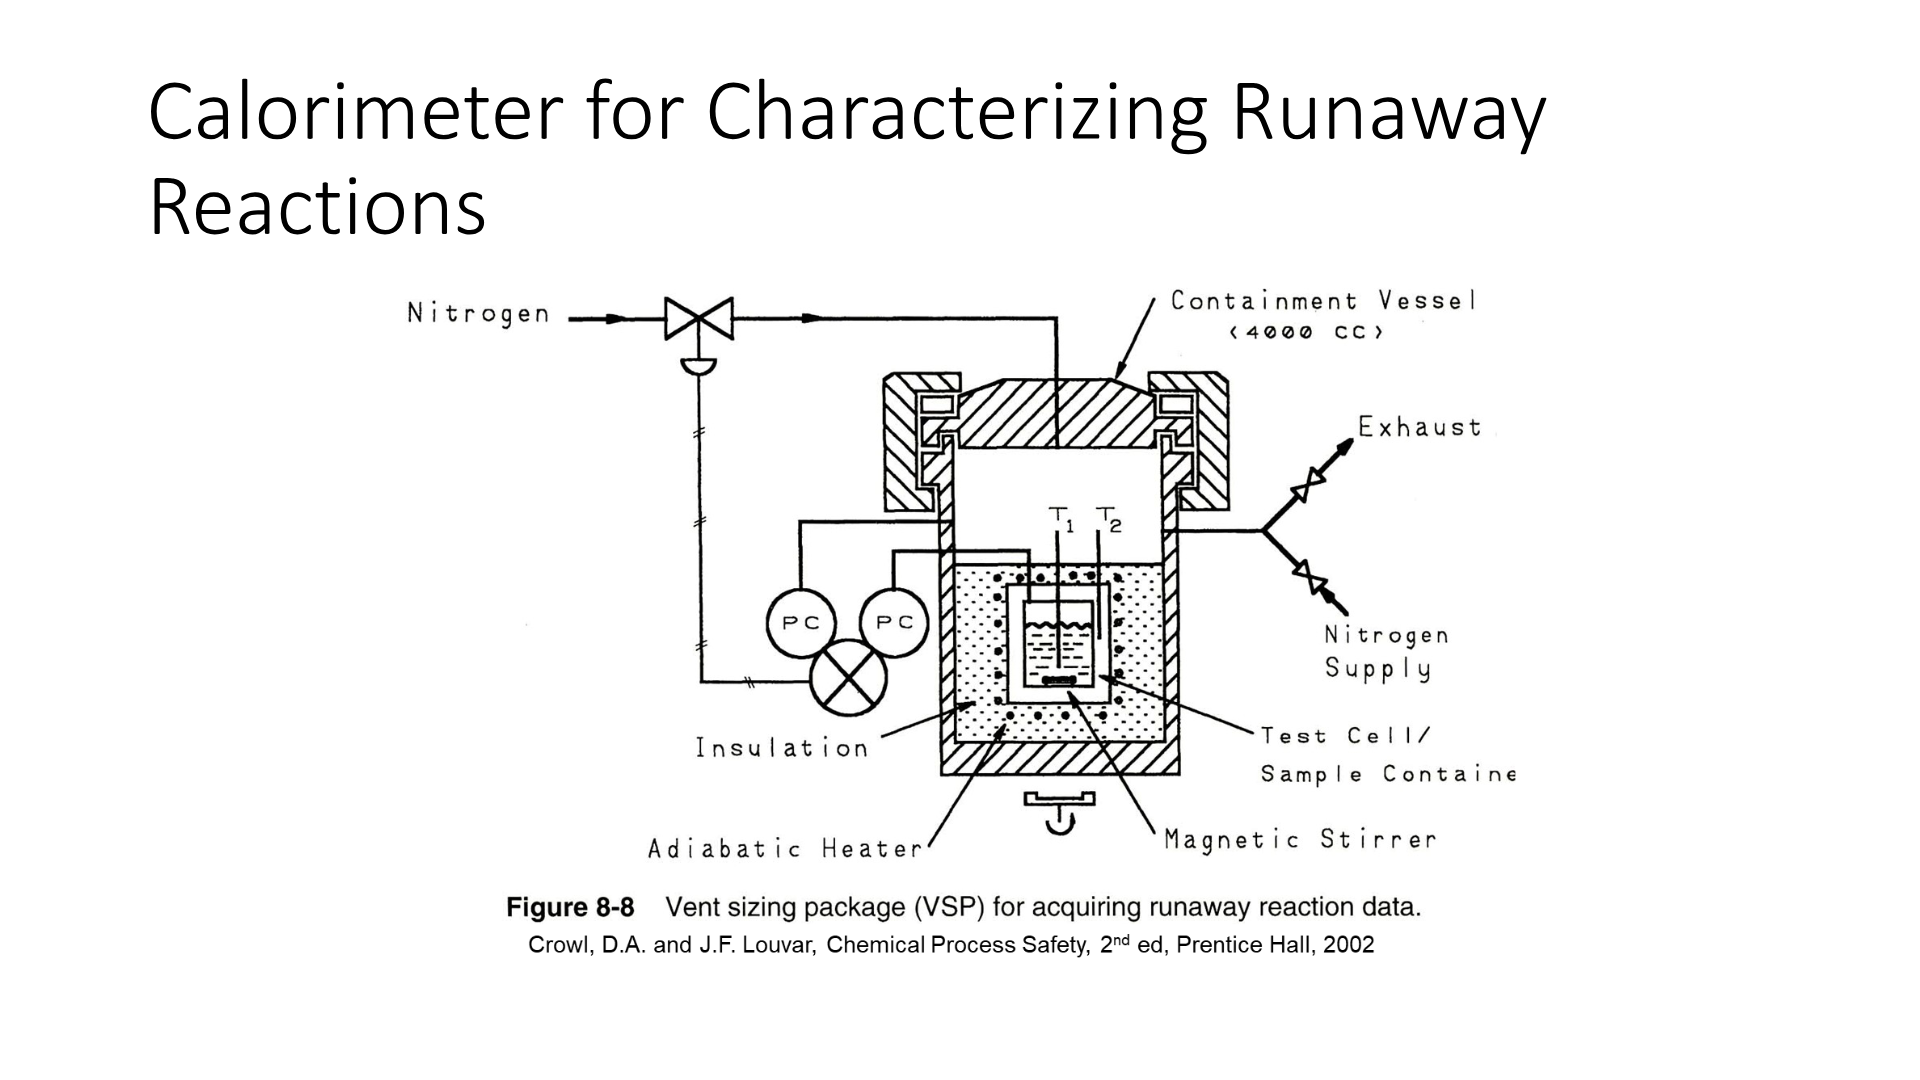 Calorimeter for Characterizing Runaway
Reactions
Nitrogen
Containment Vessel
(4000 CC)
Exhaust
T1 T2
PC PC
Nitrogen
Supply
Insulation
Test Cell/
Sample Containe
Adiabatic Heater
Magnetic Stirrer
Figure 8-8 Vent sizing package (VSP) for acquiring runaway reaction data.
Crowl, D.A. and J.F. Louvar, Chemical Process Safety, 2nd ed, Prentice Hall, 2002